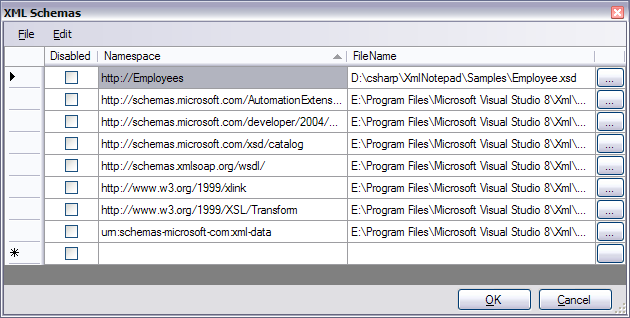 XML Schemas
File Edit
Disabled Namespace FileName
http://Employees D:\csharp\XmlNotepad\Samples\Employee.xsd ...
http://schemas.microsoft.com/AutomationExtens... E:\Program Files\Microsoft Visual Studio 8\Xml\... ...
http://schemas.microsoft.com/developer/2004/... E:\Program Files\Microsoft Visual Studio 8\Xml\... ...
http://schemas.microsoft.com/xsd/catalog E:\Program Files\Microsoft Visual Studio 8\Xml\... ...
http://schemas.xmlsoap.org/wsdl/ E:\Program Files\Microsoft Visual Studio 8\Xml\... ...
http://www.w3.org/1999/xlink E:\Program Files\Microsoft Visual Studio 8\Xml\... ...
http://www.w3.org/1999/XSL/Transform E:\Program Files\Microsoft Visual Studio 8\Xml\... ...
urn:schemas-microsoft-com:xml-data E:\Program Files\Microsoft Visual Studio 8\Xml\... ...
OK Cancel